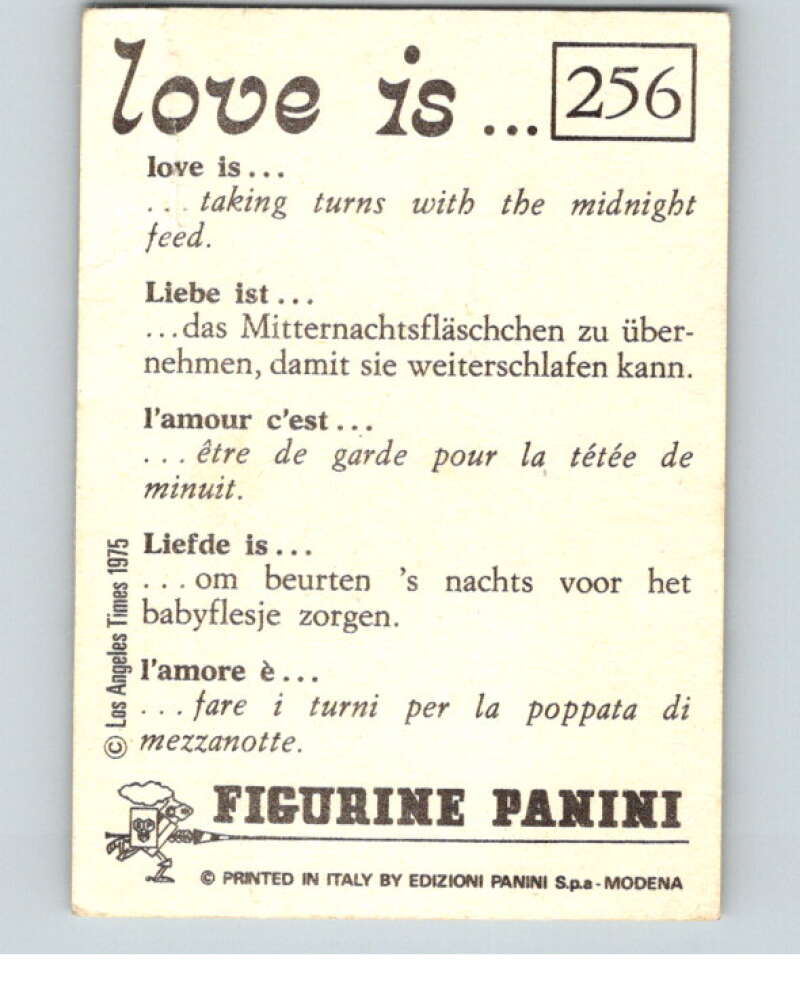 love is ... 256
love is...
... taking turns with the midnight
feed.
Liebe ist...
...das Mitternachtsfläschchen zu über-
nehmen, damit sie weiterschlafen kann.
l'amour c'est...
... être de garde pour la tétée de
minuit.
Liefde is...
...om beurten 's nachts voor het
babyflesje zorgen.
l'amore è...
... fare i turni per la poppata di
mezzanotte.
© Los Angeles Times 1975
FIGURINE PANINI
© PRINTED IN ITALY BY EDIZIONI PANINI S.p.a - MODENA